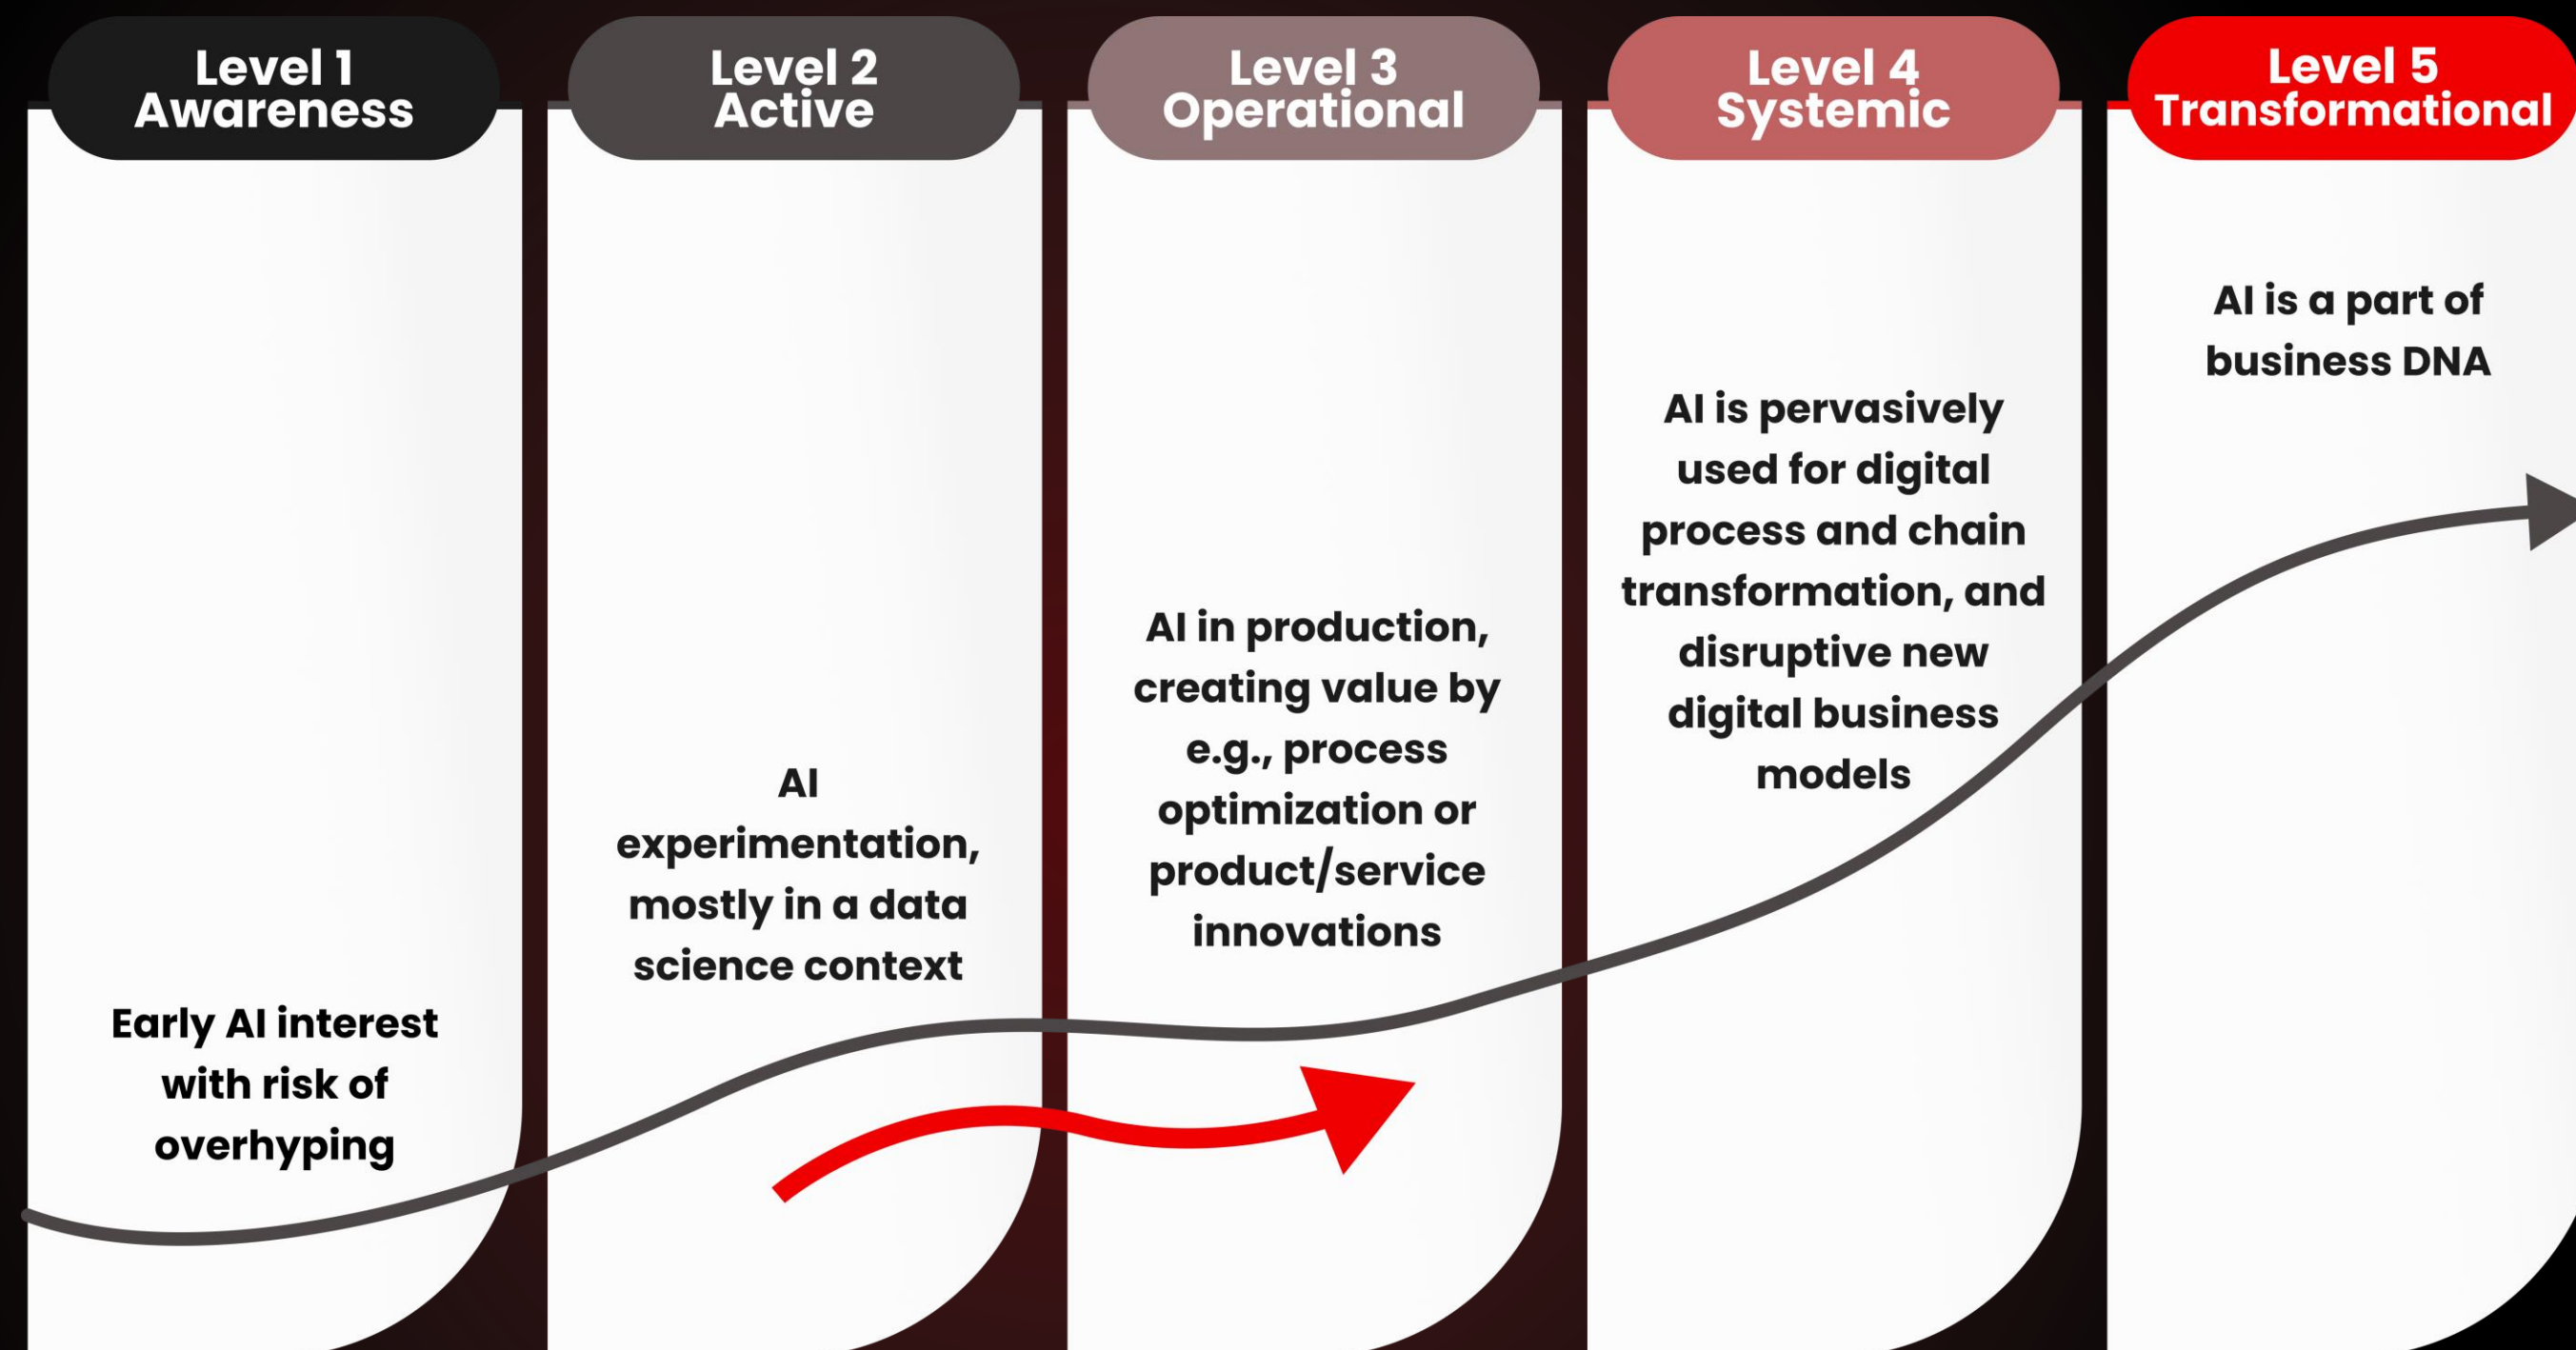 Level 1
Awareness
Early AI interest
with risk of
overhyping
Level 2
Active
AI
experimentation,
mostly in a data
science context
Level 3
Operational
AI in production,
creating value by
e.g., process
optimization or
product/service
innovations
Level 4
Systemic
AI is pervasively
used for digital
process and chain
transformation, and
disruptive new
digital business
models
Level 5
Transformational
AI is a part of
business DNA